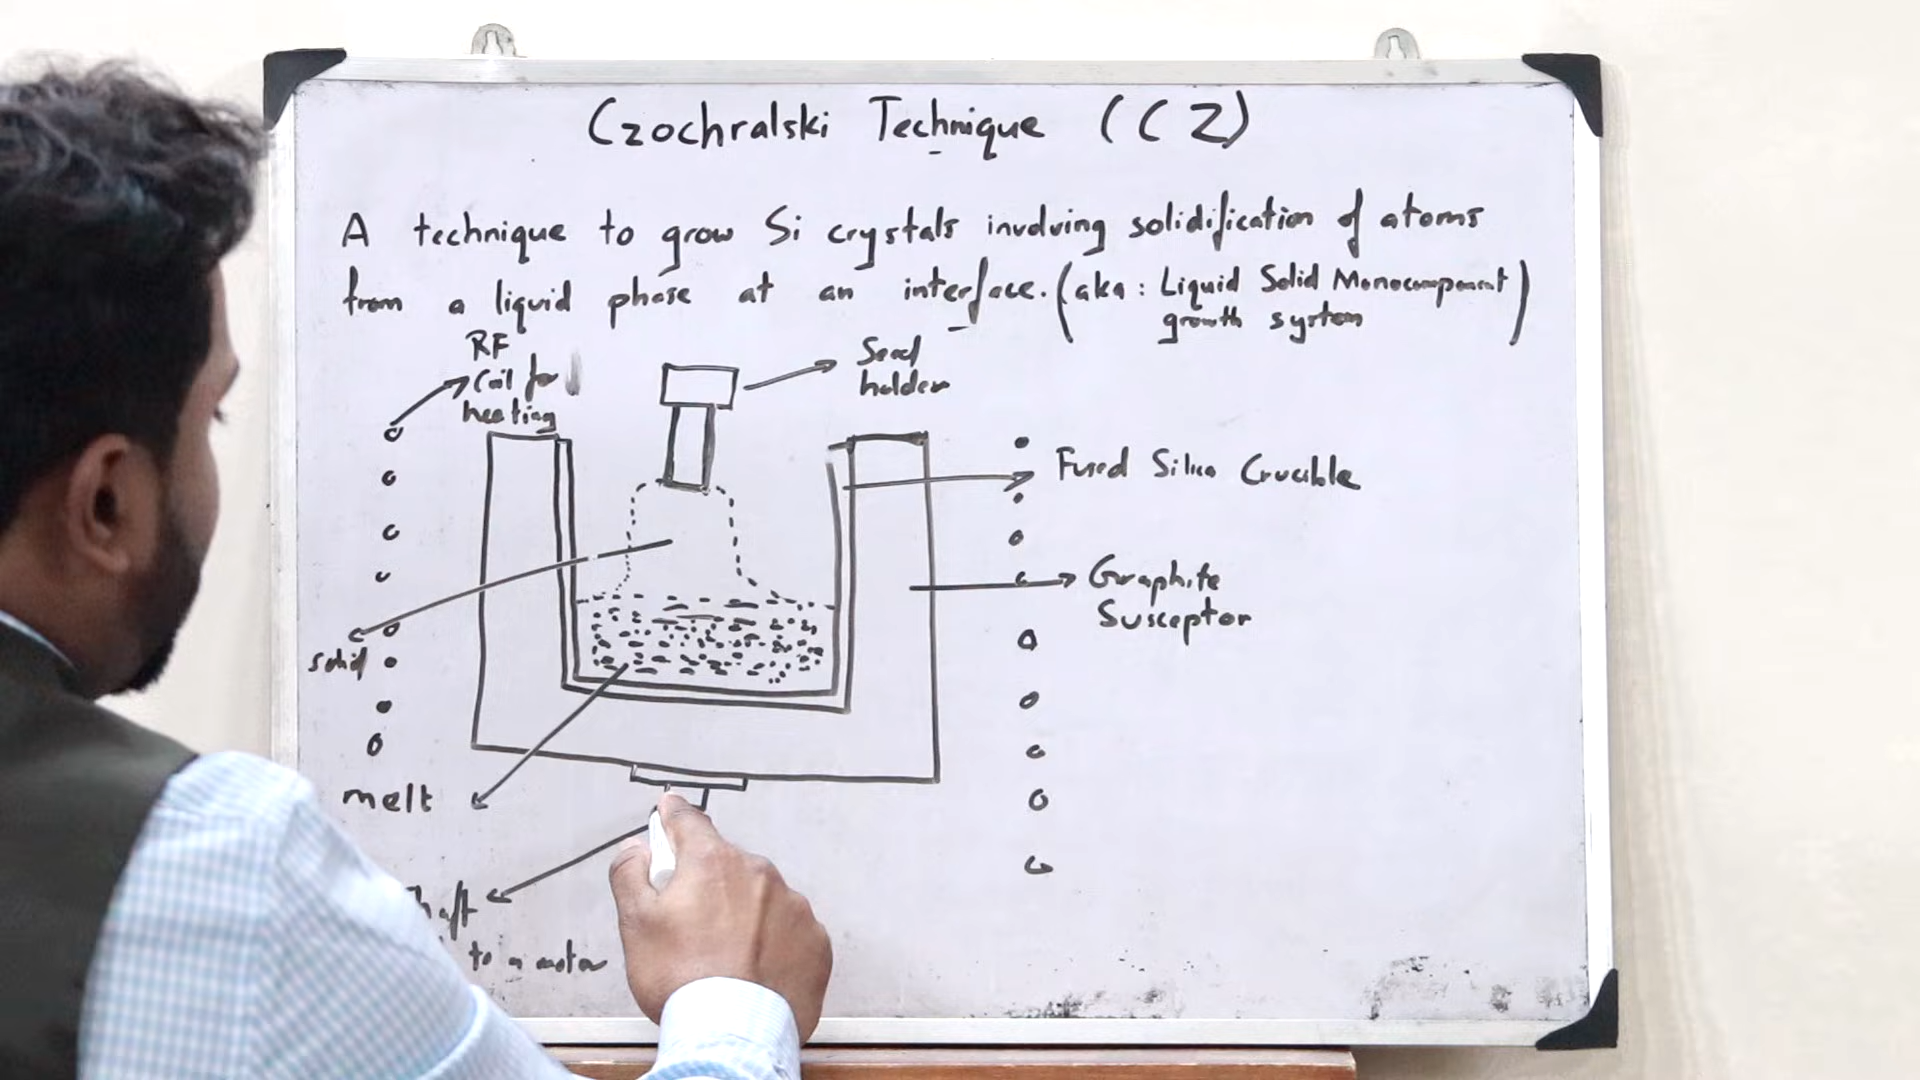 Czochralski Technique (CZ)
A technique to grow Si crystals involving solidification of atoms
from a liquid phase at an interface. (aka : Liquid Solid Monocomponent
growth system)
RF
Coil for
heating
Seed
holder
Fused Silica Crucible
Graphite
Susceptor
solid
melt
haft
to a motor